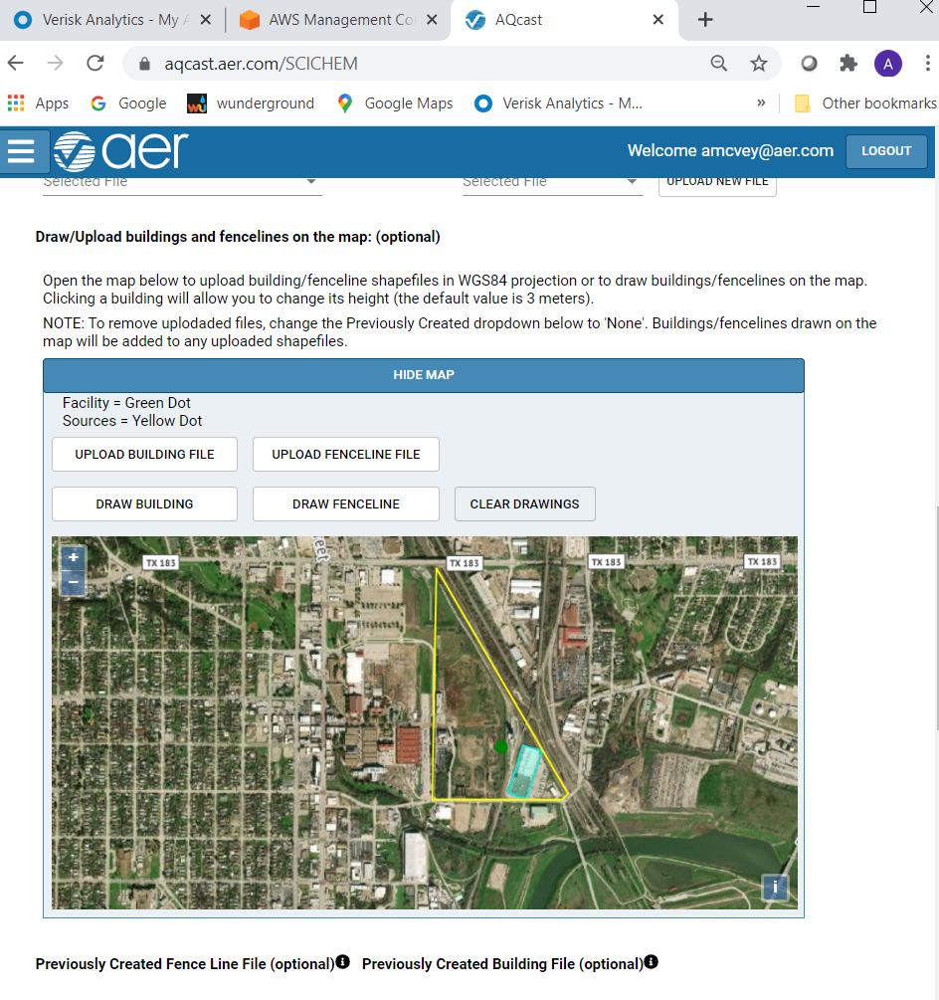 Verisk Analytics - My A
AWS Management Co
AQcast
aqcast.aer.com/SCICHEM
A
Apps
Google
wunderground
Google Maps
Verisk Analytics - M...
»
Other bookmarks
aer
Welcome amcvey@aer.com
LOGOUT
Selected File
Selected File
UPLOAD NEW FILE
Draw/Upload buildings and fencelines on the map: (optional)
Open the map below to upload building/fenceline shapefiles in WGS84 projection or to draw buildings/fencelines on the map.
Clicking a building will allow you to change its height (the default value is 3 meters).
NOTE: To remove uplodaded files, change the Previously Created dropdown below to 'None'. Buildings/fencelines drawn on the
map will be added to any uploaded shapefiles.
HIDE MAP
Facility = Green Dot
Sources = Yellow Dot
UPLOAD BUILDING FILE
UPLOAD FENCELINE FILE
DRAW BUILDING
DRAW FENCELINE
CLEAR DRAWINGS
+
−
TX 183
eet
TX 183
TX 183
TX 183
i
Previously Created Fence Line File (optional)
Previously Created Building File (optional)